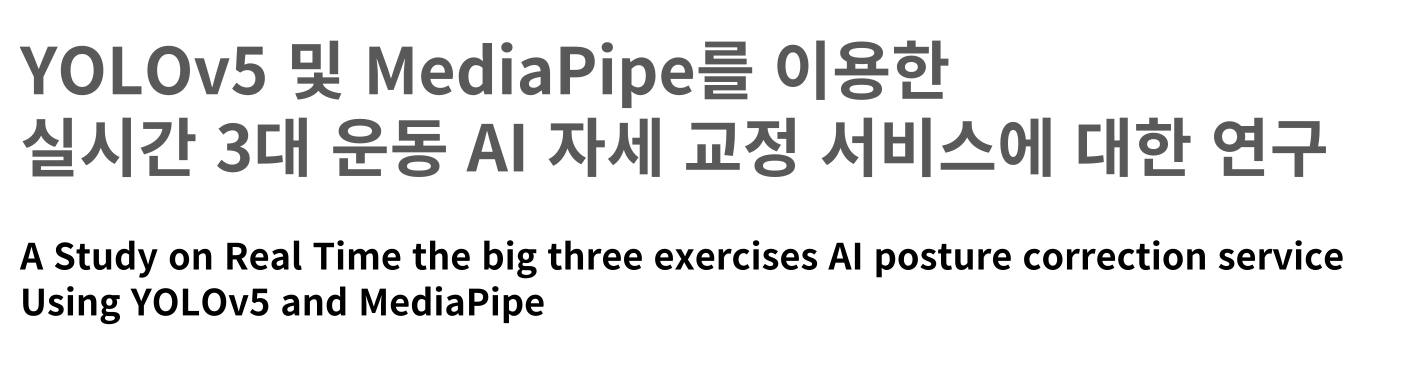 YOLOv5 및 MediaPipe를 이용한
실시간 3대 운동 AI 자세 교정 서비스에 대한 연구
A Study on Real Time the big three exercises AI posture correction service
Using YOLOv5 and MediaPipe